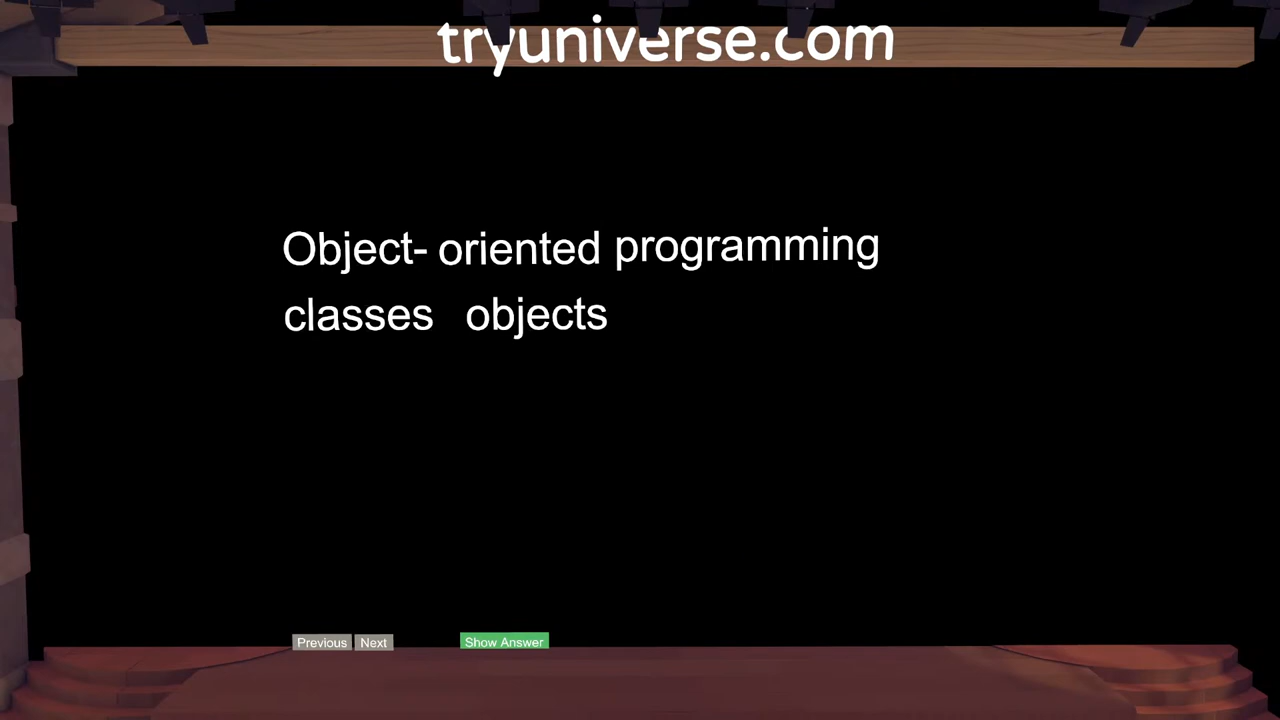 tryuniverse.com
Object- oriented programming
classes objects
Previous Next Show Answer